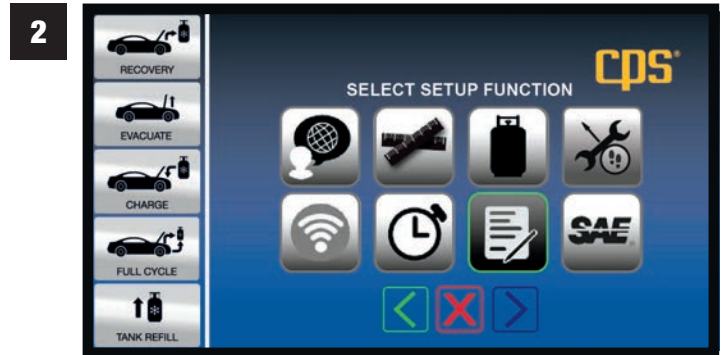 2
RECOVERY
EVACUATE
CHARGE
FULL CYCLE
TANK REFILL
cps®
SELECT SETUP FUNCTION
SAE